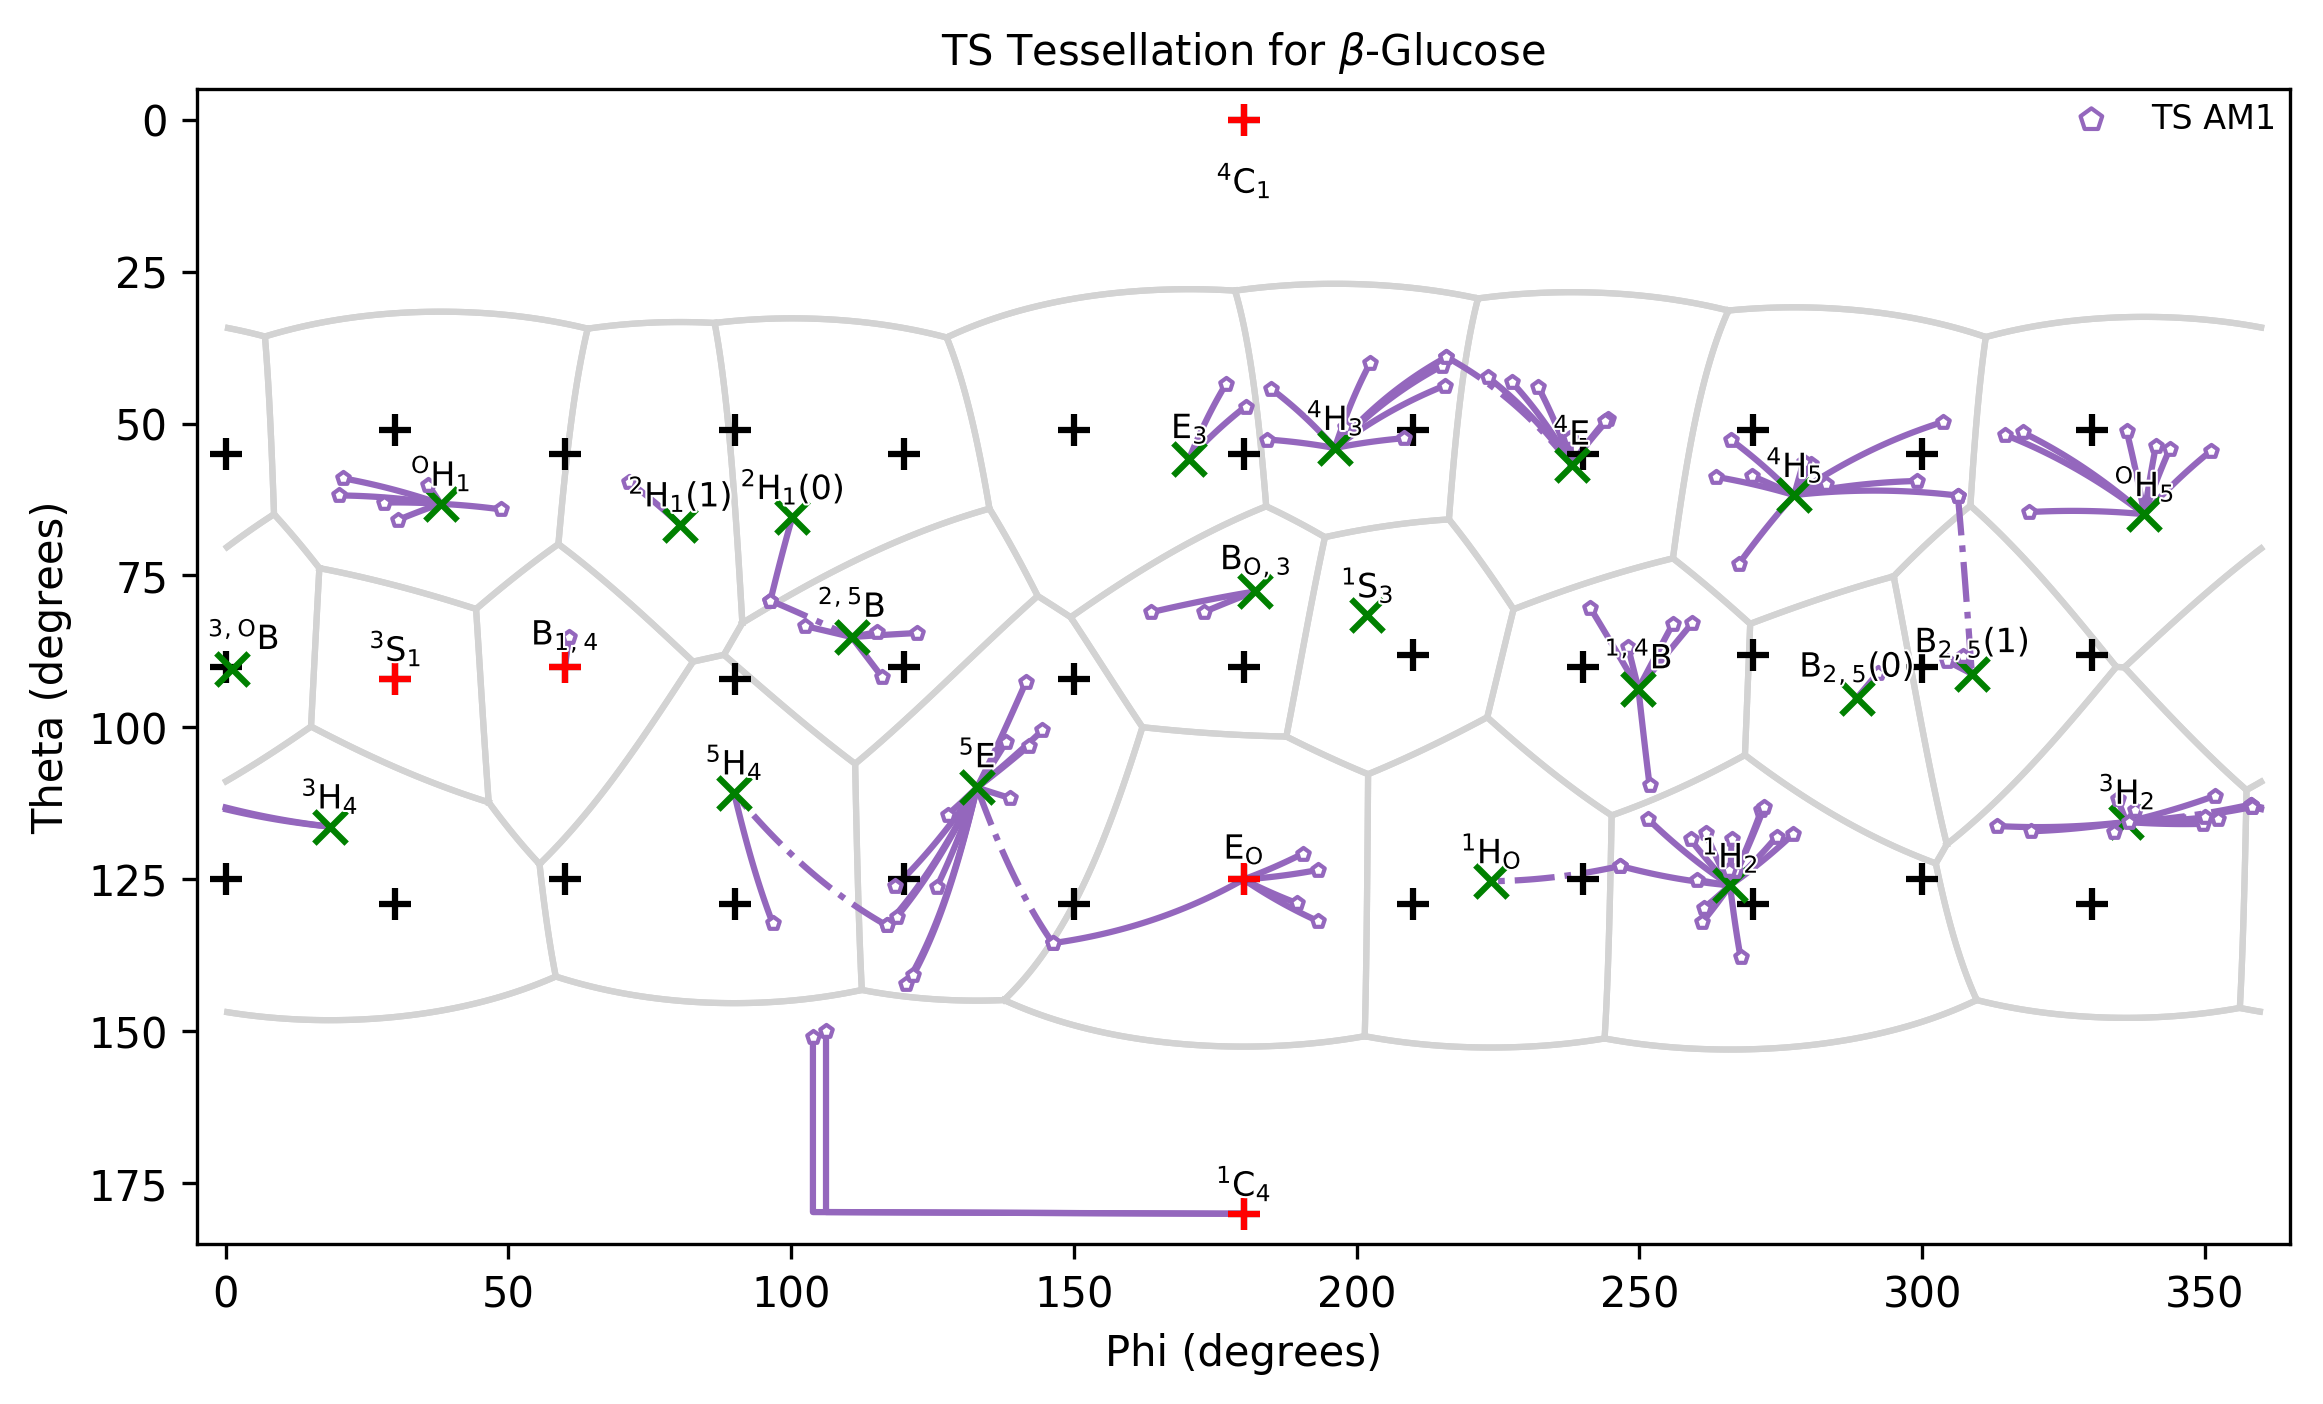 TS Tessellation for β-Glucose
TS AM1
⁴C₁
0
25
50
75
100
125
150
175
Theta (degrees)
E₃
⁴H₃
⁴E
⁴H₅
ᴼH₅
ᴼH₁
²H₁(1)
²H₁(0)
B_O,3
¹S₃
²,⁵B
³,ᴼB
³S₁
B₁,₄
¹,⁴B
B₂,₅(0)
B₂,₅(1)
⁵H₄
⁵E
³H₄
³H₂
E_O
¹H_O
¹H₂
¹C₄
0
50
100
150
200
250
300
350
Phi (degrees)